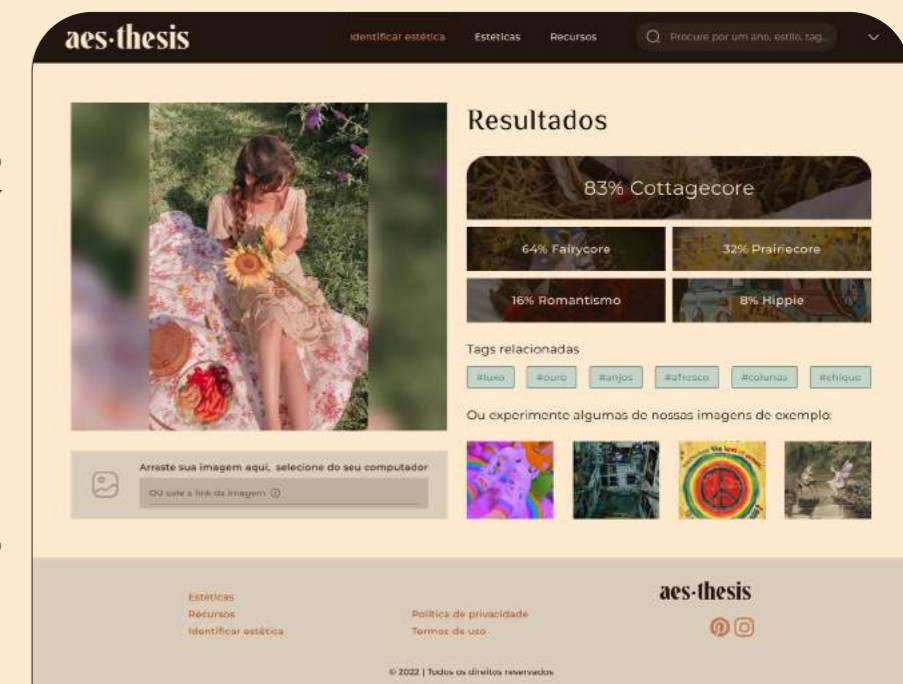 aes·thesis
Identificar estética
Estéticas
Recursos
Procure por um ano, estilo, tag...
Resultados
83% Cottagecore
64% Fairycore
32% Prairiecore
16% Romantismo
8% Hippie
PEACE
Tags relacionadas
#luxo
#ouro
#anjos
#afresco
#colunas
#chique
Ou experimente algumas de nossas imagens de exemplo:
Arraste sua imagem aqui, selecione do seu computador
OU cole o link da imagem
Estéticas
Recursos
Identificar estética
Política de privacidade
Termos de uso
aes·thesis
© 2022 | Todos os direitos reservados